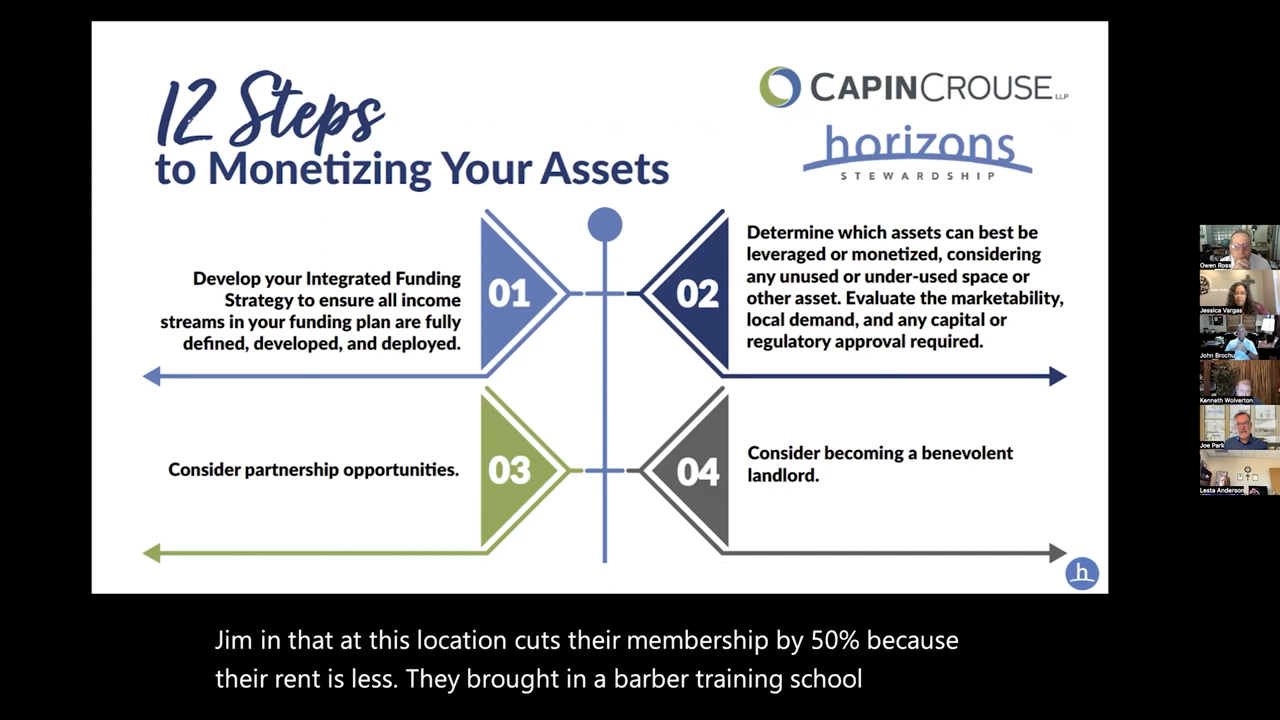 12 Steps
to Monetizing Your Assets
CAPINCROUSE LLP
horizons
STEWARDSHIP
Develop your Integrated Funding
Strategy to ensure all income
streams in your funding plan are fully
defined, developed, and deployed.
01
02
Determine which assets can best be
leveraged or monetized, considering
any unused or under-used space or
other asset. Evaluate the marketability,
local demand, and any capital or
regulatory approval required.
Consider partnership opportunities.
03
04
Consider becoming a benevolent
landlord.
h
Owen Ross
Jessica Vargas
John Brochu
Kenneth Wolverton
Joe Park
Lesta Anderson
Jim in that at this location cuts their membership by 50% because
their rent is less. They brought in a barber training school